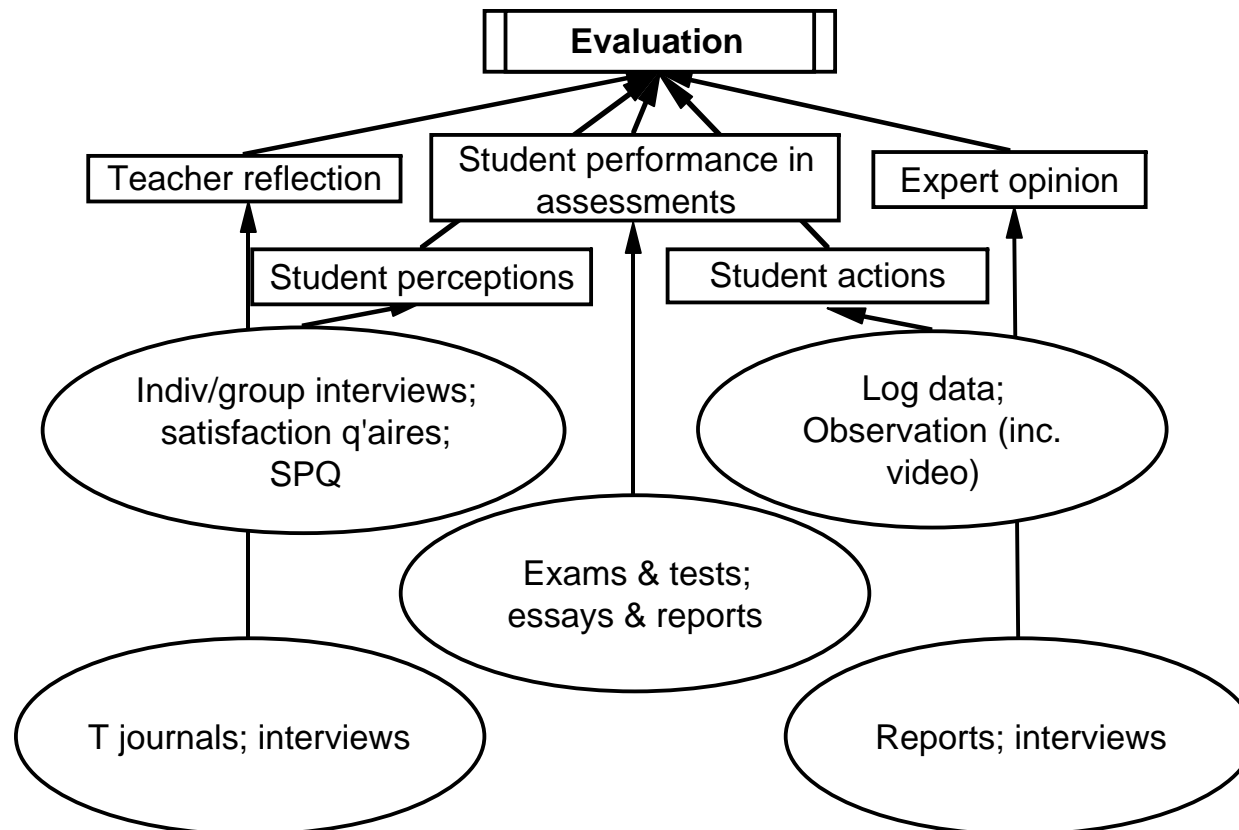 Evaluation
Teacher reflection
Student performance in
assessments
Expert opinion
Student perceptions
Student actions
Indiv/group interviews;
satisfaction q'aires;
SPQ
Log data;
Observation (inc.
video)
Exams & tests;
essays & reports
T journals; interviews
Reports; interviews